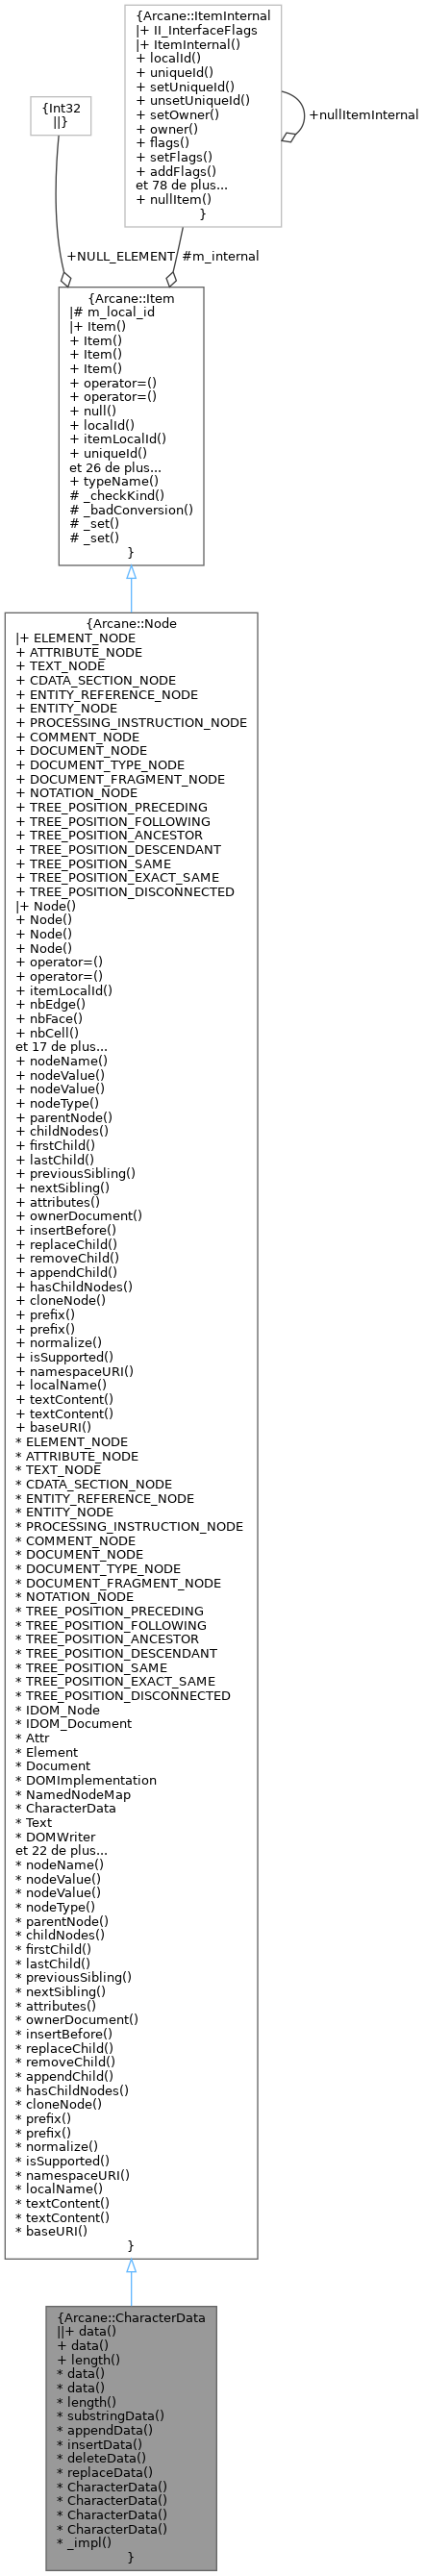 {Arcane::ItemInternal
|+ II_InterfaceFlags
|+ ItemInternal()
+ localId()
+ uniqueId()
+ setUniqueId()
+ unsetUniqueId()
+ setOwner()
+ owner()
+ flags()
+ setFlags()
+ addFlags()
et 78 de plus...
+ nullItem()
}
+nullItemInternal
{Int32
||}
+NULL_ELEMENT
#m_internal
{Arcane::Item
|# m_local_id
|+ Item()
+ Item()
+ Item()
+ Item()
+ operator=()
+ operator=()
+ null()
+ localId()
+ itemLocalId()
+ uniqueId()
et 26 de plus...
+ typeName()
# _checkKind()
# _badConversion()
# _set()
# _set()
}
{Arcane::Node
|+ ELEMENT_NODE
+ ATTRIBUTE_NODE
+ TEXT_NODE
+ CDATA_SECTION_NODE
+ ENTITY_REFERENCE_NODE
+ ENTITY_NODE
+ PROCESSING_INSTRUCTION_NODE
+ COMMENT_NODE
+ DOCUMENT_NODE
+ DOCUMENT_TYPE_NODE
+ DOCUMENT_FRAGMENT_NODE
+ NOTATION_NODE
+ TREE_POSITION_PRECEDING
+ TREE_POSITION_FOLLOWING
+ TREE_POSITION_ANCESTOR
+ TREE_POSITION_DESCENDANT
+ TREE_POSITION_SAME
+ TREE_POSITION_EXACT_SAME
+ TREE_POSITION_DISCONNECTED
|+ Node()
+ Node()
+ Node()
+ Node()
+ operator=()
+ operator=()
+ itemLocalId()
+ nbEdge()
+ nbFace()
+ nbCell()
et 17 de plus...
+ nodeName()
+ nodeValue()
+ nodeValue()
+ nodeType()
+ parentNode()
+ childNodes()
+ firstChild()
+ lastChild()
+ previousSibling()
+ nextSibling()
+ attributes()
+ ownerDocument()
+ insertBefore()
+ replaceChild()
+ removeChild()
+ appendChild()
+ hasChildNodes()
+ cloneNode()
+ prefix()
+ prefix()
+ normalize()
+ isSupported()
+ namespaceURI()
+ localName()
+ textContent()
+ textContent()
+ baseURI()
* ELEMENT_NODE
* ATTRIBUTE_NODE
* TEXT_NODE
* CDATA_SECTION_NODE
* ENTITY_REFERENCE_NODE
* ENTITY_NODE
* PROCESSING_INSTRUCTION_NODE
* COMMENT_NODE
* DOCUMENT_NODE
* DOCUMENT_TYPE_NODE
* DOCUMENT_FRAGMENT_NODE
* NOTATION_NODE
* TREE_POSITION_PRECEDING
* TREE_POSITION_FOLLOWING
* TREE_POSITION_ANCESTOR
* TREE_POSITION_DESCENDANT
* TREE_POSITION_SAME
* TREE_POSITION_EXACT_SAME
* TREE_POSITION_DISCONNECTED
* IDOM_Node
* IDOM_Document
* Attr
* Element
* Document
* DOMImplementation
* NamedNodeMap
* CharacterData
* Text
* DOMWriter
et 22 de plus...
* nodeName()
* nodeValue()
* nodeValue()
* nodeType()
* parentNode()
* childNodes()
* firstChild()
* lastChild()
* previousSibling()
* nextSibling()
* attributes()
* ownerDocument()
* insertBefore()
* replaceChild()
* removeChild()
* appendChild()
* hasChildNodes()
* cloneNode()
* prefix()
* prefix()
* normalize()
* isSupported()
* namespaceURI()
* localName()
* textContent()
* textContent()
* baseURI()
}
{Arcane::CharacterData
||+ data()
+ data()
+ length()
* data()
* data()
* length()
* substringData()
* appendData()
* insertData()
* deleteData()
* replaceData()
* CharacterData()
* CharacterData()
* CharacterData()
* CharacterData()
* _impl()
}